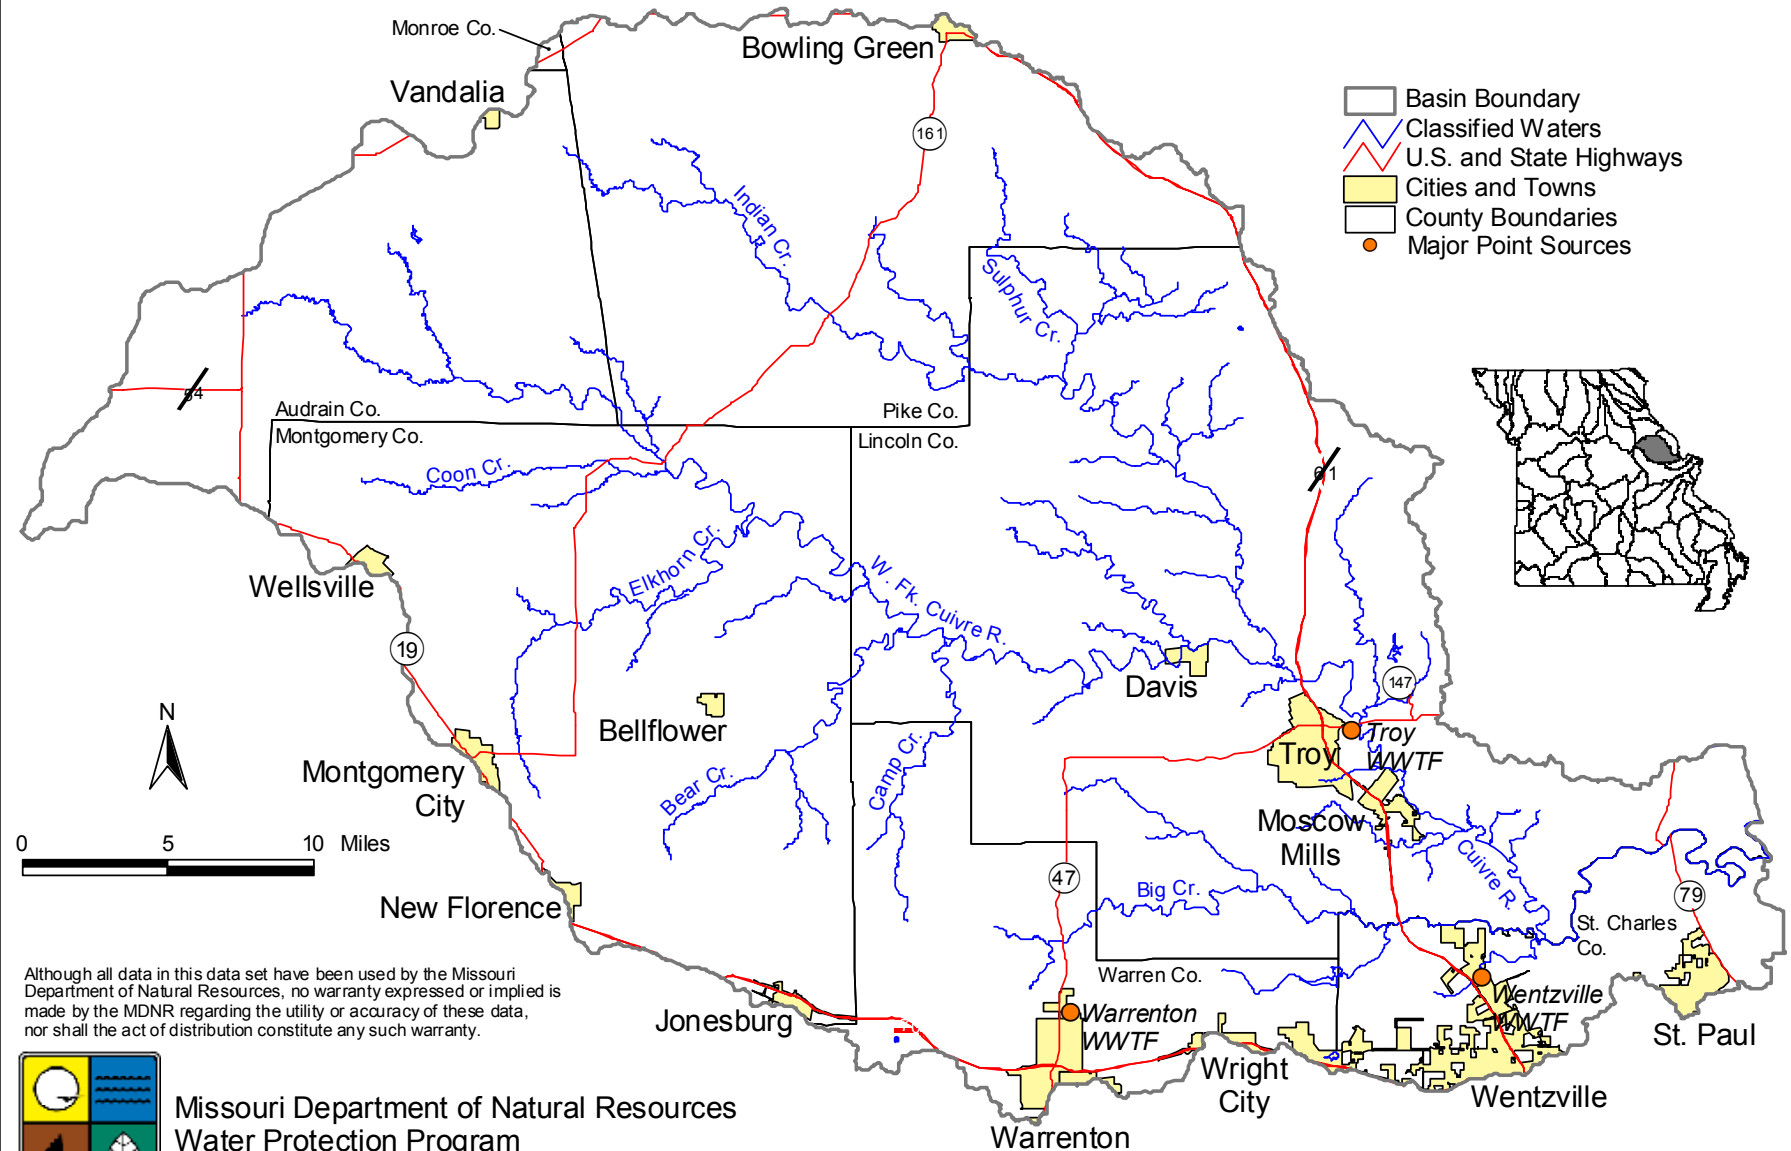 Monroe Co.
Bowling Green
Vandalia
161
Basin Boundary
Classified Waters
U.S. and State Highways
Cities and Towns
County Boundaries
Major Point Sources
Indian Cr.
Sulphur Cr.
54
Audrain Co.
Montgomery Co.
Pike Co.
Lincoln Co.
61
Coon Cr.
Elkhorn Cr.
Wellsville
W. Fk. Cuivre R.
19
Davis
147
N
Bellflower
Troy
Troy
WWTF
Montgomery
City
Bear Cr.
Camp Cr.
Moscow
Mills
0 5 10 Miles
Cuivre R.
47
Big Cr.
79
New Florence
St. Charles
Co.
Warren Co.
Although all data in this data set have been used by the Missouri
Department of Natural Resources, no warranty expressed or implied is
made by the MDNR regarding the utility or accuracy of these data,
nor shall the act of distribution constitute any such warranty.
Jonesburg
Warrenton
WWTF
Wentzville
WWTF
St. Paul
Wright
City
Wentzville
Missouri Department of Natural Resources
Water Protection Program
Warrenton